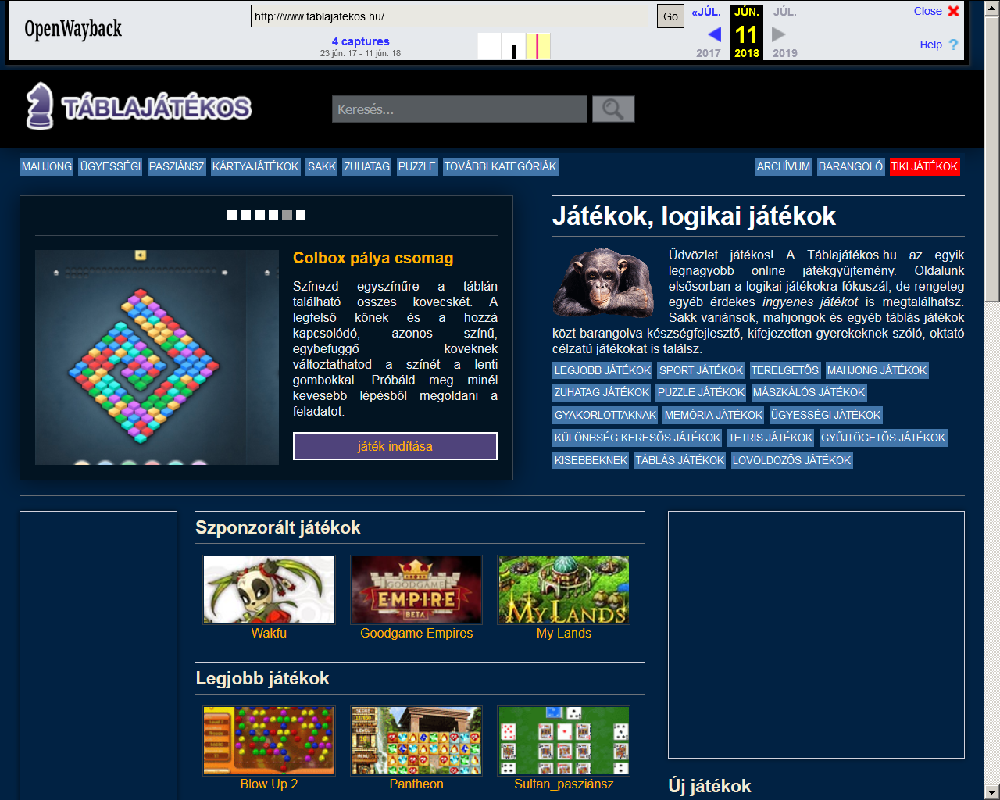 OpenWayback
http://www.tablajatekos.hu/
Go
«JÚL.
JÚN.
JÚL.
Close
4 captures
23 jún. 17 - 11 jún. 18
11
2017
2018
2019
Help
TÁBLAJÁTÉKOS
Keresés...
MAHJONG ÜGYESSÉGI PASZIÁNSZ KÁRTYAJÁTÉKOK SAKK ZUHATAG PUZZLE TOVÁBBI KATEGÓRIÁK
ARCHÍVUM BARANGOLÓ TIKI JÁTÉKOK
Colbox pálya csomag
Színezd egyszínűre a táblán
található összes kövecskét. A
legfelső kőnek és a hozzá
kapcsolódó, azonos színű,
egybefüggő köveknek
változtathatod a színét a lenti
gombokkal. Próbáld meg minél
kevesebb lépésből megoldani a
feladatot.
játék indítása
Játékok, logikai játékok
Üdvözlet játékos! A Táblajátékos.hu az egyik
legnagyobb online játékgyűjtemény. Oldalunk
elsősorban a logikai játékokra fókuszál, de rengeteg
egyéb érdekes ingyenes játékot is megtalálhatsz.
Sakk variánsok, mahjongok és egyéb táblás játékok
közt barangolva készségfejlesztő, kifejezetten gyerekeknek szóló, oktató
célzatú játékokat is találsz.
LEGJOBB JÁTÉKOK SPORT JÁTÉKOK TERELGETŐS MAHJONG JÁTÉKOK
ZUHATAG JÁTÉKOK PUZZLE JÁTÉKOK MÁSZKÁLÓS JÁTÉKOK
GYAKORLOTTAKNAK MEMÓRIA JÁTÉKOK ÜGYESSÉGI JÁTÉKOK
KÜLÖNBSÉG KERESŐS JÁTÉKOK TETRIS JÁTÉKOK GYŰJTÖGETŐS JÁTÉKOK
KISEBBEKNEK TÁBLÁS JÁTÉKOK LÖVÖLDÖZŐS JÁTÉKOK
Szponzorált játékok
GOODGAME
EMPIRE
BETA
MY LANDS
Wakfu
Goodgame Empires
My Lands
Legjobb játékok
Blow Up 2
Pantheon
Sultan_pasziánsz
Új játékok